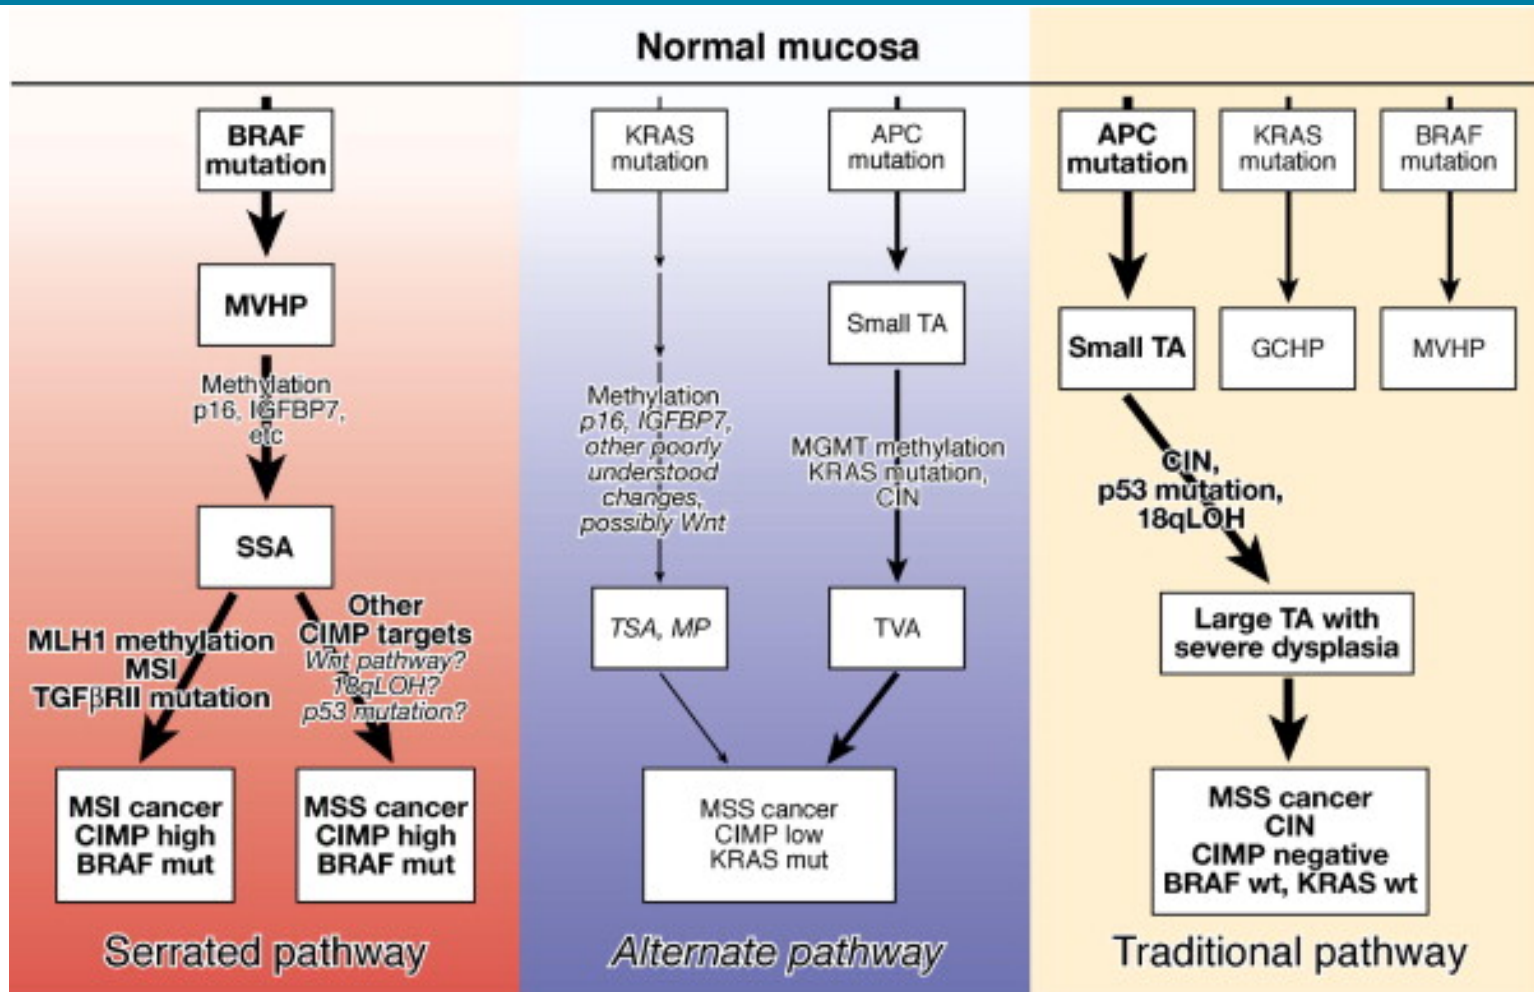 Normal mucosa
BRAF
mutation
MVHP
Methylation
p16, IGFBP7,
etc
SSA
MLH1 methylation
MSI
TGFβRII mutation
Other
CIMP targets
Wnt pathway?
18qLOH?
p53 mutation?
MSI cancer
CIMP high
BRAF mut
MSS cancer
CIMP high
BRAF mut
Serrated pathway
KRAS
mutation
Methylation
p16, IGFBP7,
other poorly
understood
changes,
possibly Wnt
TSA, MP
APC
mutation
Small TA
MGMT methylation
KRAS mutation,
CIN
TVA
MSS cancer
CIMP low
KRAS mut
Alternate pathway
APC
mutation
Small TA
CIN,
p53 mutation,
18qLOH
Large TA with
severe dysplasia
MSS cancer
CIN
CIMP negative
BRAF wt, KRAS wt
KRAS
mutation
GCHP
BRAF
mutation
MVHP
Traditional pathway